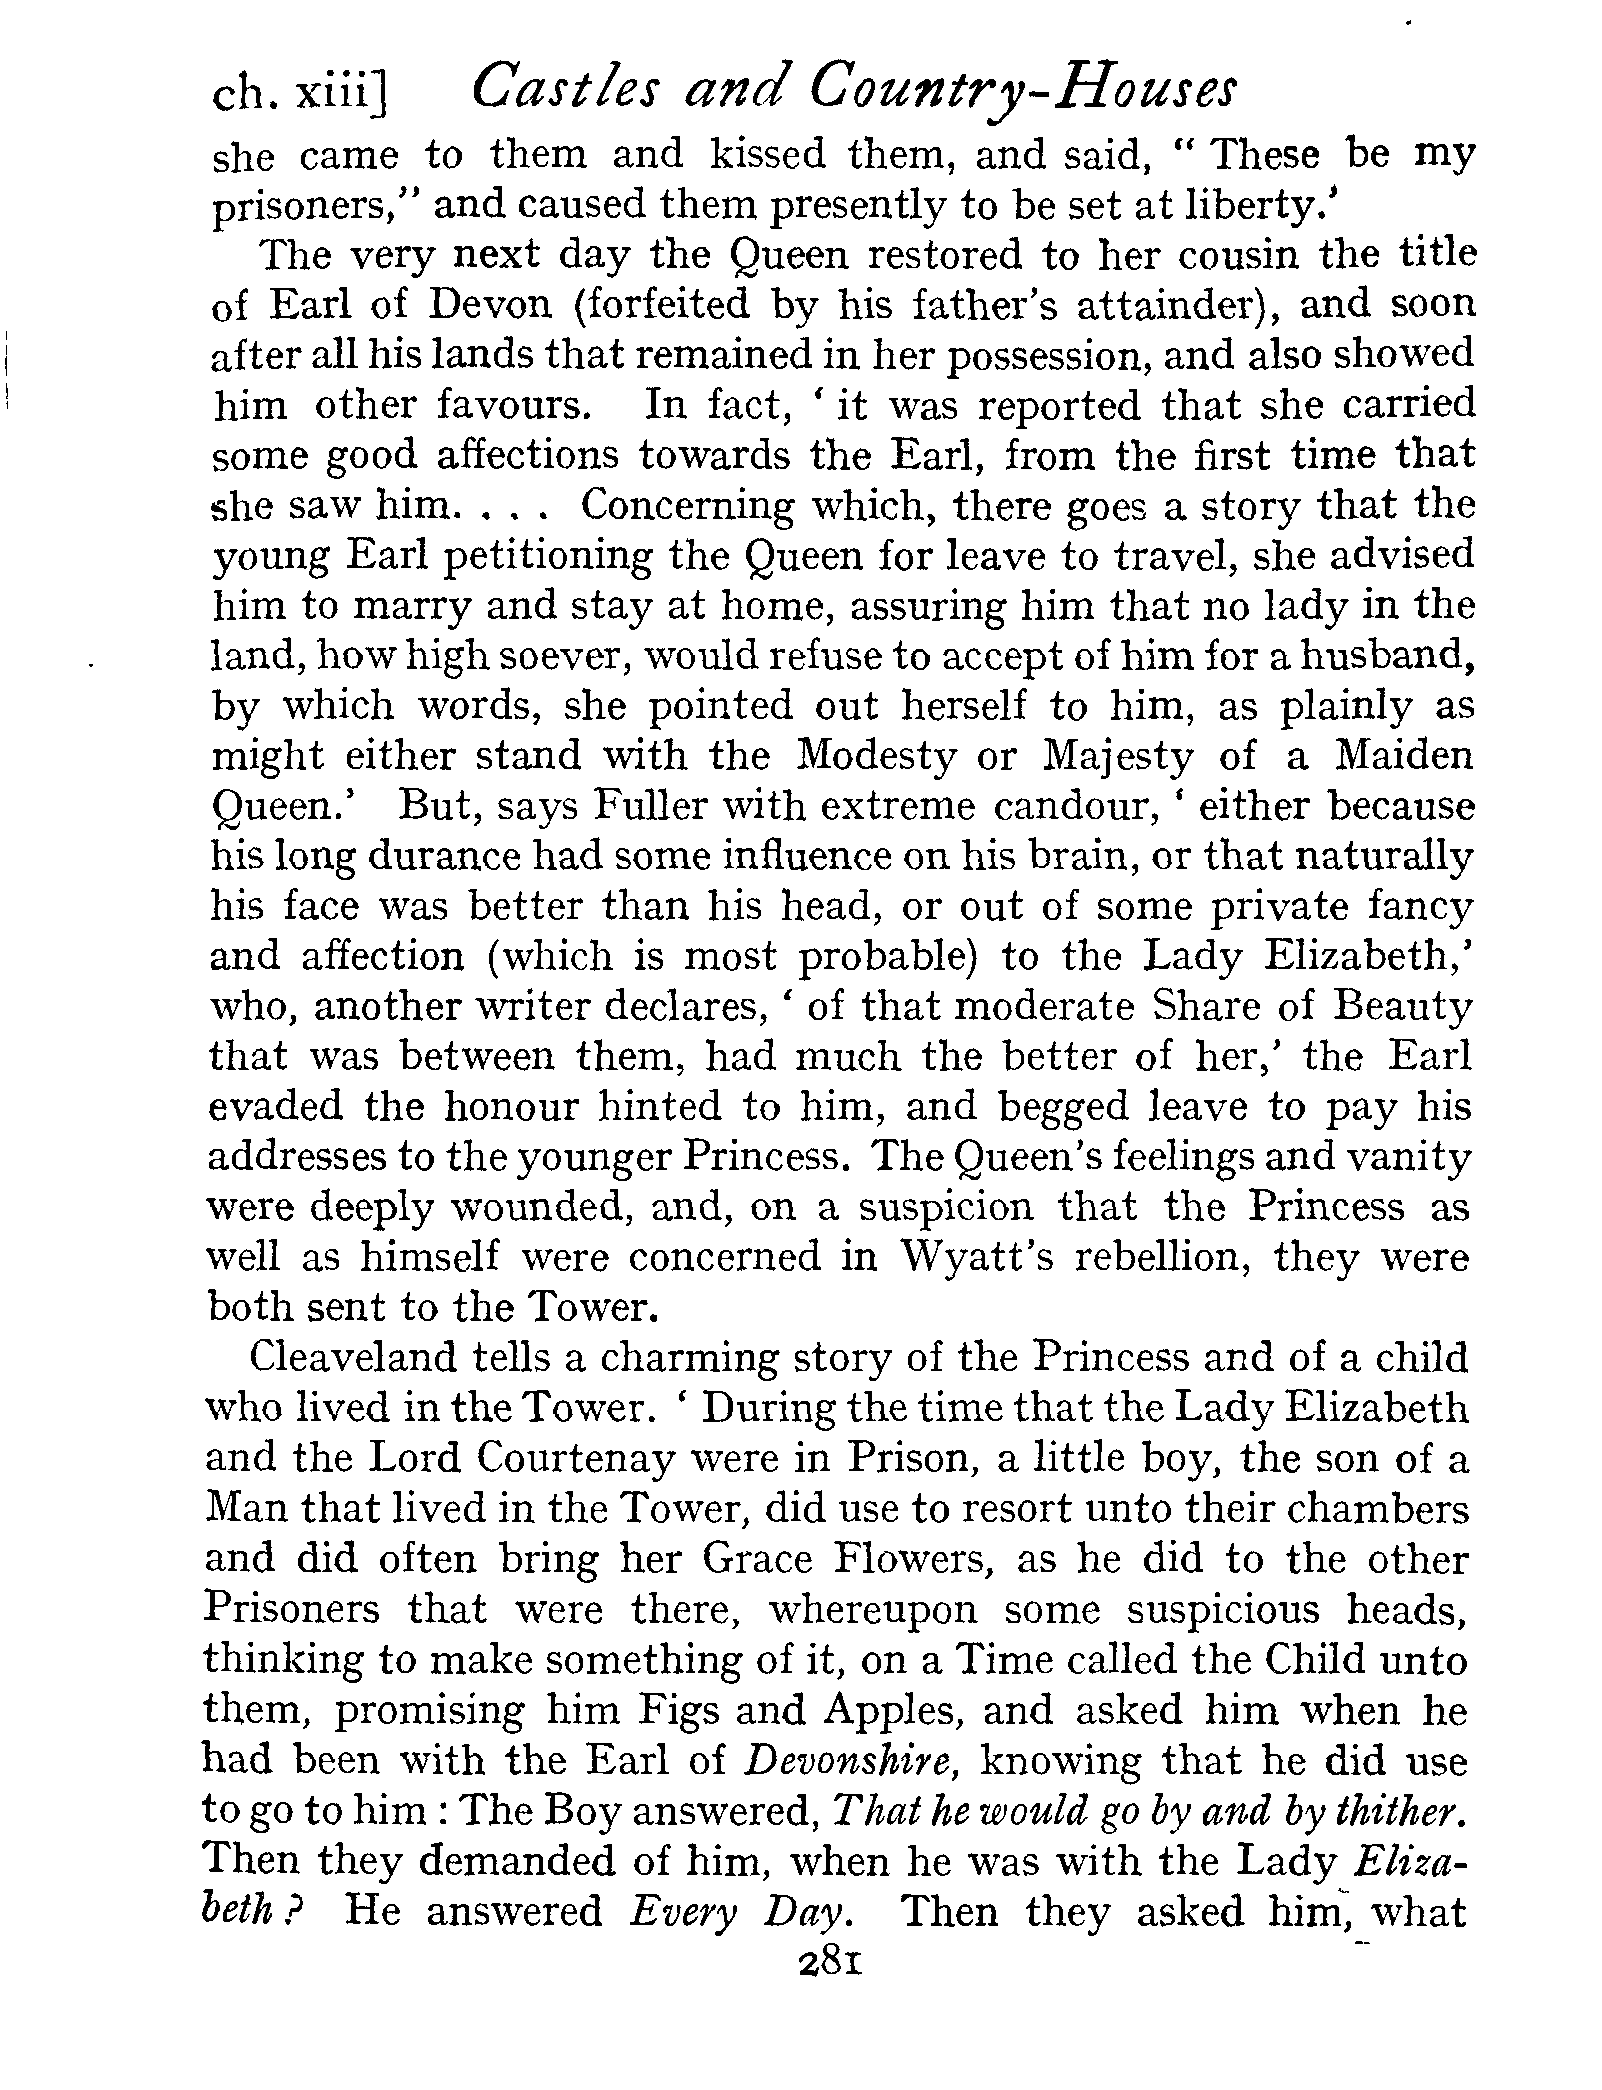 ch. xiii] Castles and Country-Houses
she came to them and kissed them, and said, " These be my
prisoners," and caused them presently to be set at liberty.'
The very next day the Queen restored to her cousin the title
of Earl of Devon (forfeited by his father's attainder), and soon
after all his lands that remained in her possession, and also showed
him other favours. In fact, ' it was reported that she carried
some good affections towards the Earl, from the first time that
she saw him. . . . Concerning which, there goes a story that the
young Earl petitioning the Queen for leave to travel, she advised
him to marry and stay at home, assuring him that no lady in the
land, how high soever, would refuse to accept of him for a husband,
by which words, she pointed out herself to him, as plainly as
might either stand with the Modesty or Majesty of a Maiden
Queen.' But, says Fuller with extreme candour, ' either because
his long durance had some influence on his brain, or that naturally
his face was better than his head, or out of some private fancy
and affection (which is most probable) to the Lady Elizabeth,'
who, another writer declares, ' of that moderate Share of Beauty
that was between them, had much the better of her,' the Earl
evaded the honour hinted to him, and begged leave to pay his
addresses to the younger Princess. The Queen's feelings and vanity
were deeply wounded, and, on a suspicion that the Princess as
well as himself were concerned in Wyatt's rebellion, they were
both sent to the Tower.
Cleaveland tells a charming story of the Princess and of a child
who lived in the Tower. ' During the time that the Lady Elizabeth
and the Lord Courtenay were in Prison, a little boy, the son of a
Man that lived in the Tower, did use to resort unto their chambers
and did often bring her Grace Flowers, as he did to the other
Prisoners that were there, whereupon some suspicious heads,
thinking to make something of it, on a Time called the Child unto
them, promising him Figs and Apples, and asked him when he
had been with the Earl of Devonshire, knowing that he did use
to go to him : The Boy answered, That he would go by and by thither.
Then they demanded of him, when he was with the Lady Eliza-
beth ? He answered Every Day. Then they asked him, what
281